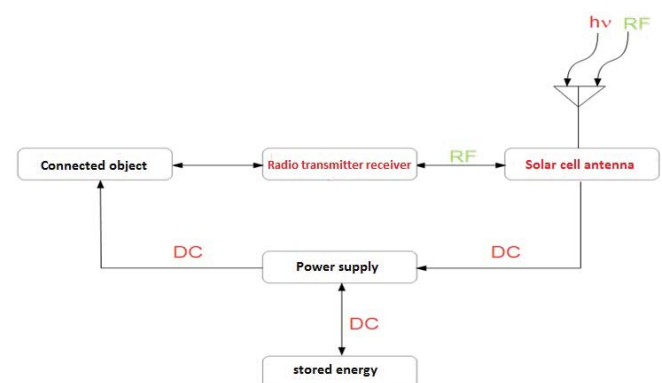 hν RF
Connected object
Radio transmitter receiver
RF
Solar cell antenna
DC
Power supply
DC
DC
stored energy